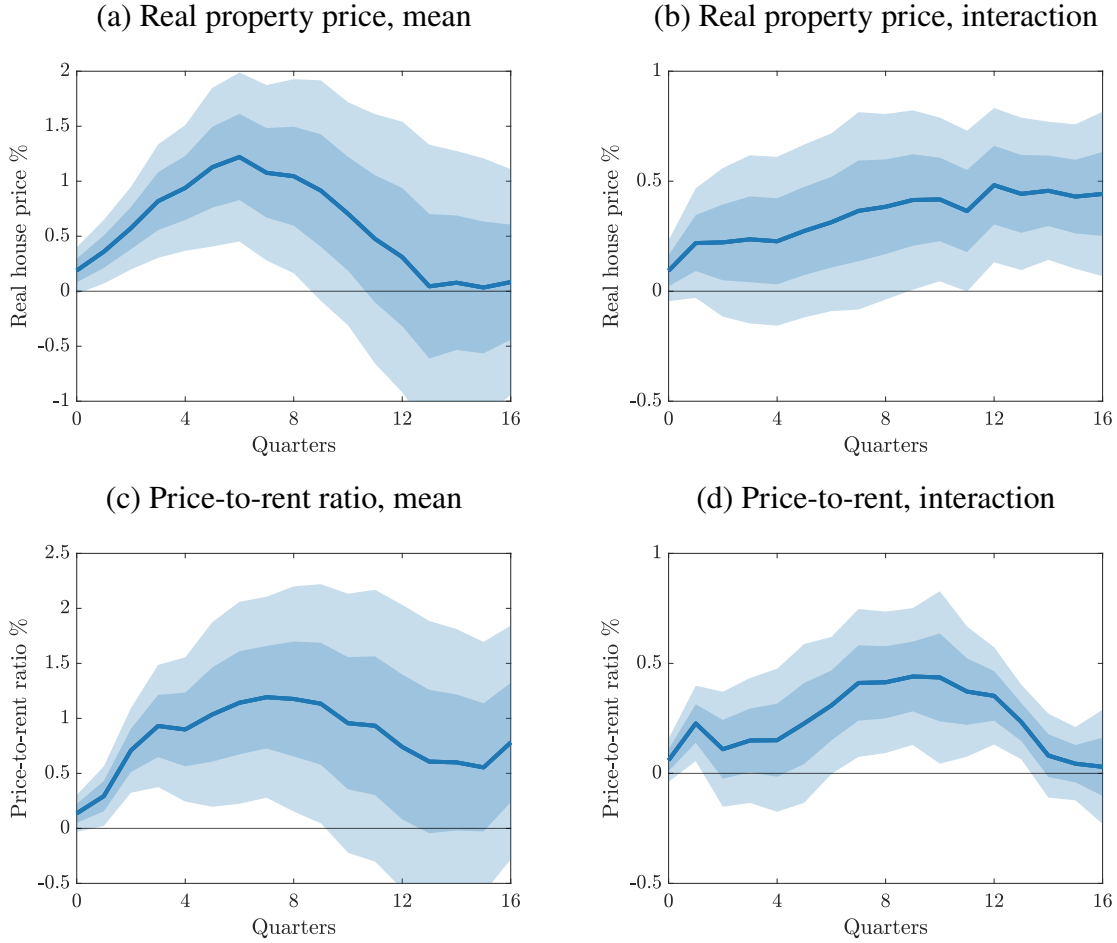 (a) Real property price, mean
(b) Real property price, interaction
Real house price %
2
1.5
1
0.5
0
-0.5
-1
0 4 8 12 16
Quarters
Real house price %
1
0.5
0
-0.5
0 4 8 12 16
Quarters
(c) Price-to-rent ratio, mean
(d) Price-to-rent, interaction
Price-to-rent ratio %
2.5
2
1.5
1
0.5
0
-0.5
0 4 8 12 16
Quarters
Price-to-rent ratio %
1
0.5
0
-0.5
0 4 8 12 16
Quarters